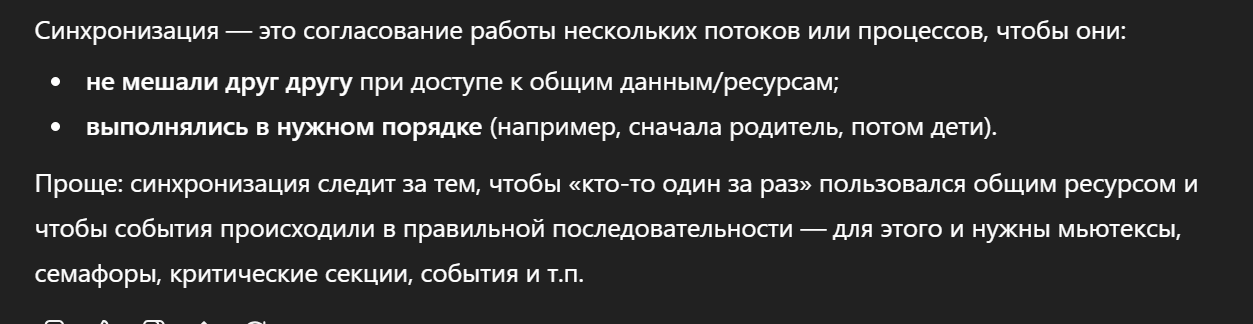 Синхронизация — это согласование работы нескольких потоков или процессов, чтобы они:
• не мешали друг другу при доступе к общим данным/ресурсам;
• выполнялись в нужном порядке (например, сначала родитель, потом дети).
Проще: синхронизация следит за тем, чтобы «кто-то один за раз» пользовался общим ресурсом и
чтобы события происходили в правильной последовательности — для этого и нужны мьютексы,
семафоры, критические секции, события и т.п.